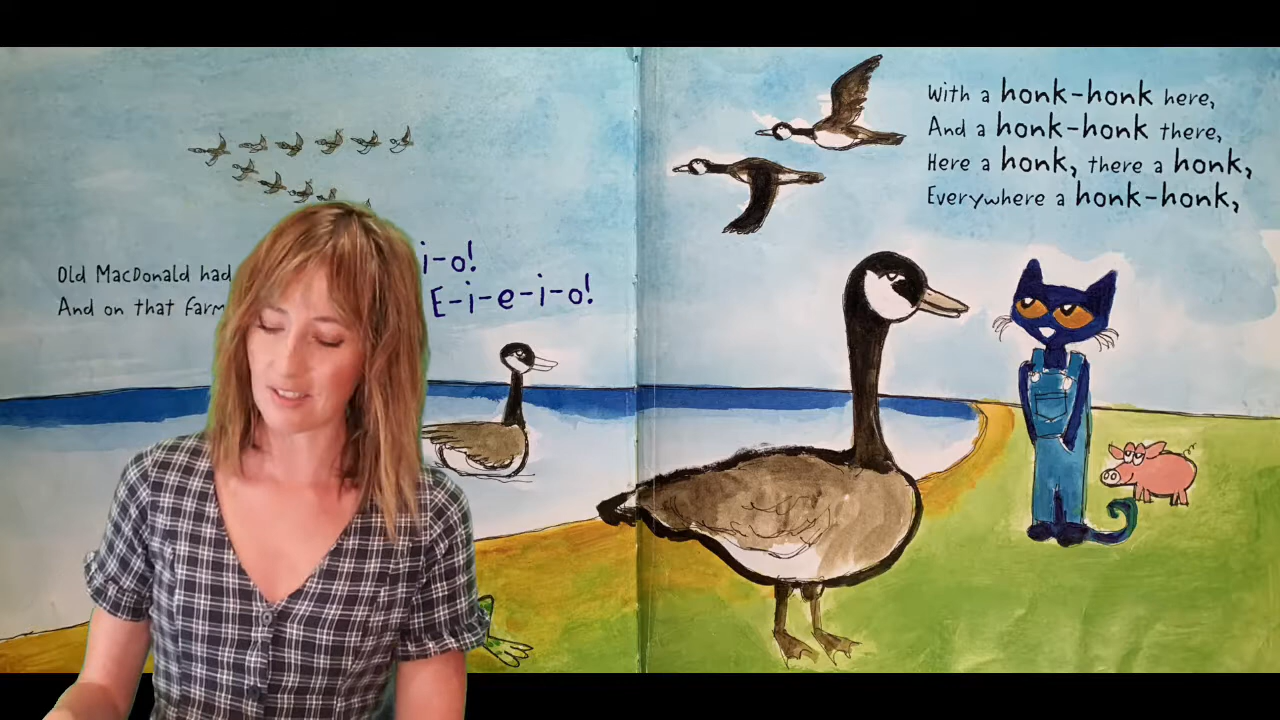 Old MacDonald had
And on that farm
i-o!
E-i-e-i-o!
With a honk-honk here,
And a honk-honk there,
Here a honk, there a honk,
Everywhere a honk-honk,